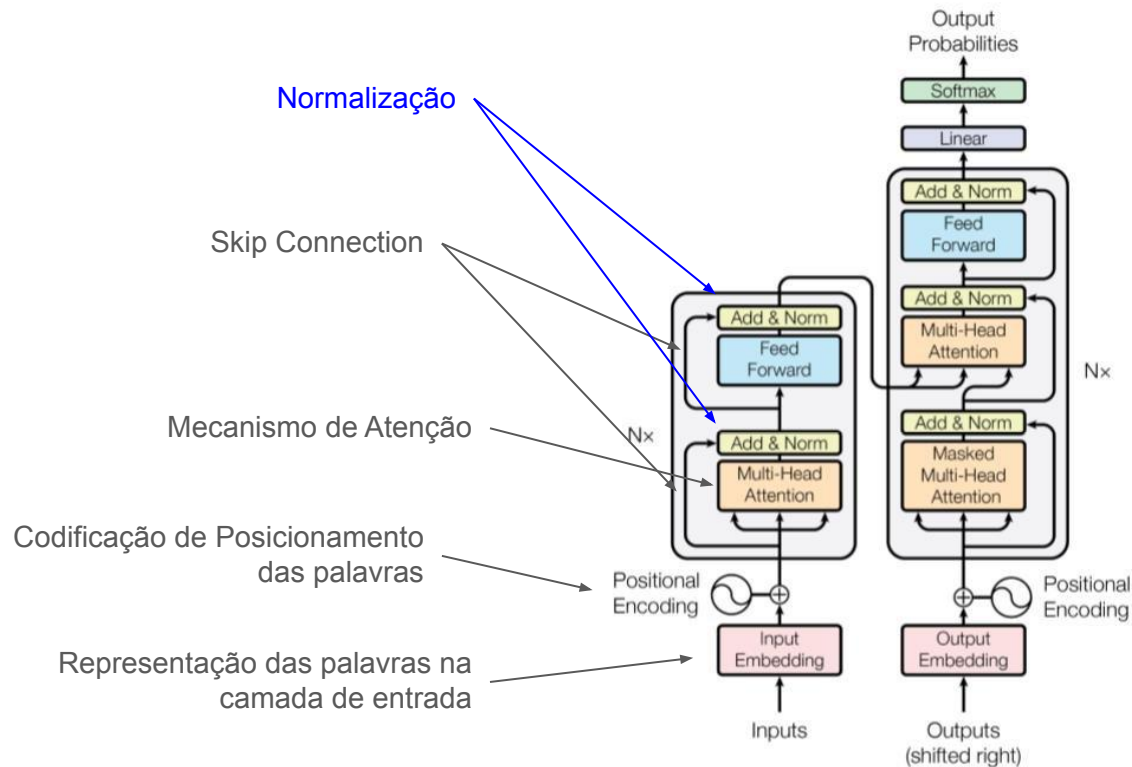 Output
Probabilities
Softmax
Linear
Normalização
Add & Norm
Feed
Forward
Skip Connection
Add & Norm
Multi-Head
Attention
Add & Norm
Feed
Forward
Nx
Mecanismo de Atenção
Nx
Add & Norm
Multi-Head
Attention
Add & Norm
Masked
Multi-Head
Attention
Codificação de Posicionamento
das palavras
Positional
Encoding
Positional
Encoding
Representação das palavras na
camada de entrada
Input
Embedding
Output
Embedding
Inputs
Outputs
(shifted right)